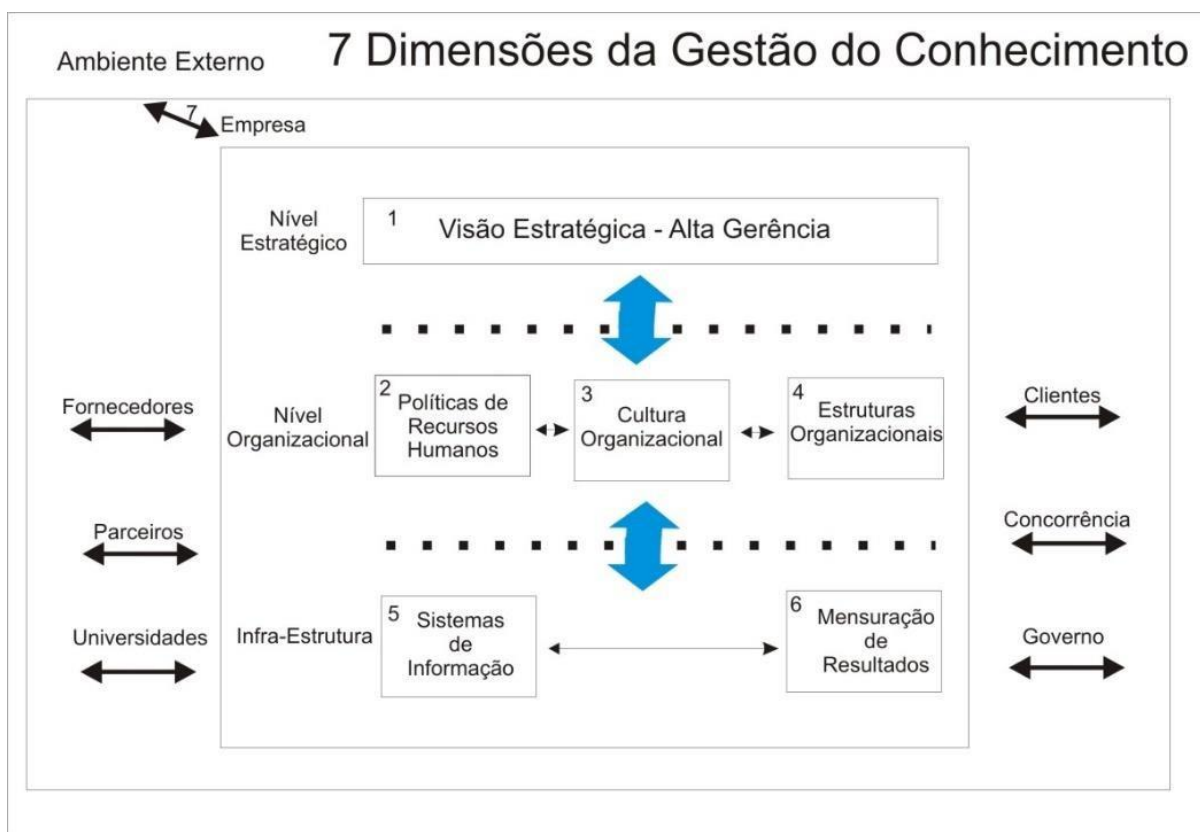 Ambiente Externo
7 Dimensões da Gestão do Conhecimento
7
Empresa
Nível
Estratégico
1
Visão Estratégica - Alta Gerência
Fornecedores
Nível
Organizacional
2
Políticas de
Recursos
Humanos
3
Cultura
Organizacional
4
Estruturas
Organizacionais
Clientes
Parceiros
Concorrência
Universidades
Infra-Estrutura
5
Sistemas
de
Informação
6
Mensuração
de
Resultados
Governo